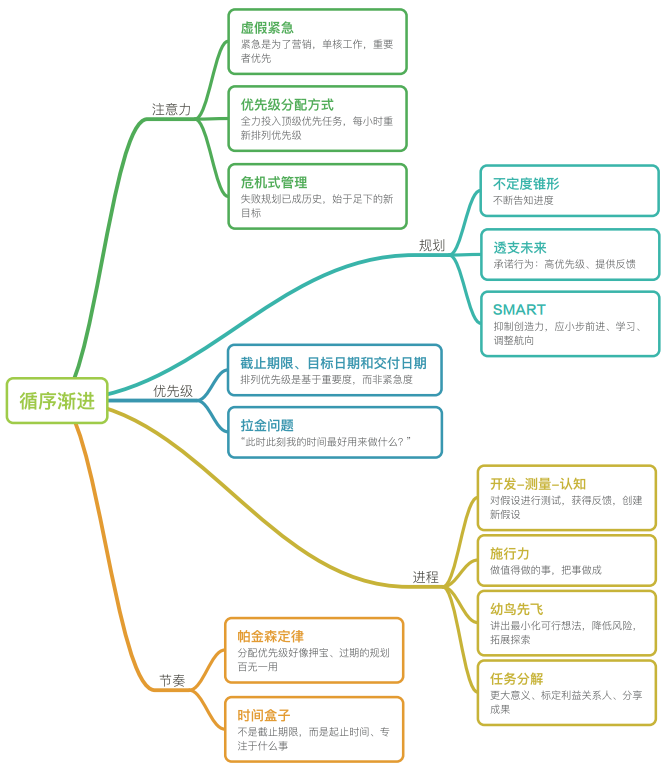 循序渐进
注意力
虚假紧急
紧急是为了营销，单核工作，重要
者优先
优先级分配方式
全力投入顶级优先任务，每小时重
新排列优先级
危机式管理
失败规划已成历史，始于足下的新
目标
规划
不定度锥形
不断告知进度
透支未来
承诺行为：高优先级、提供反馈
SMART
抑制创造力，应小步前进、学习、
调整航向
优先级
截止期限、目标日期和交付日期
排列优先级是基于重要度，而非紧急度
拉金问题
“此时此刻我的时间最好用来做什么？”
进程
开发-测量-认知
对假设进行测试，获得反馈，创建
新假设
施行力
做值得做的事，把事做成
幼鸟先飞
讲出最小化可行想法，降低风险，
拓展探索
任务分解
更大意义、标定利益关系人、分享
成果
节奏
帕金森定律
分配优先级好像押宝、过期的规划
百无一用
时间盒子
不是截止期限，而是起止时间、专
注于什么事